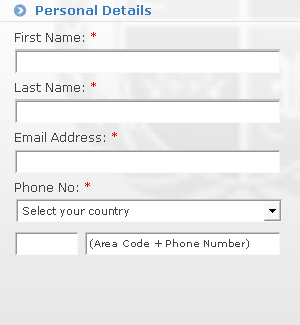 Personal Details
First Name: *
Last Name: *
Email Address: *
Phone No: *
Select your country
(Area Code + Phone Number)